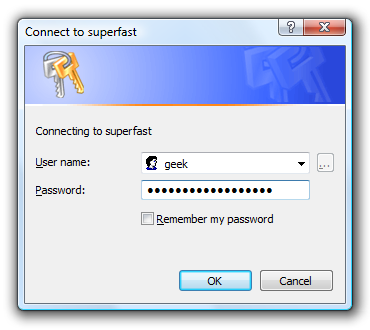 Connect to superfast
Connecting to superfast
User name: geek
Password: ●●●●●●●●●●●●●●●●●●
Remember my password
OK Cancel